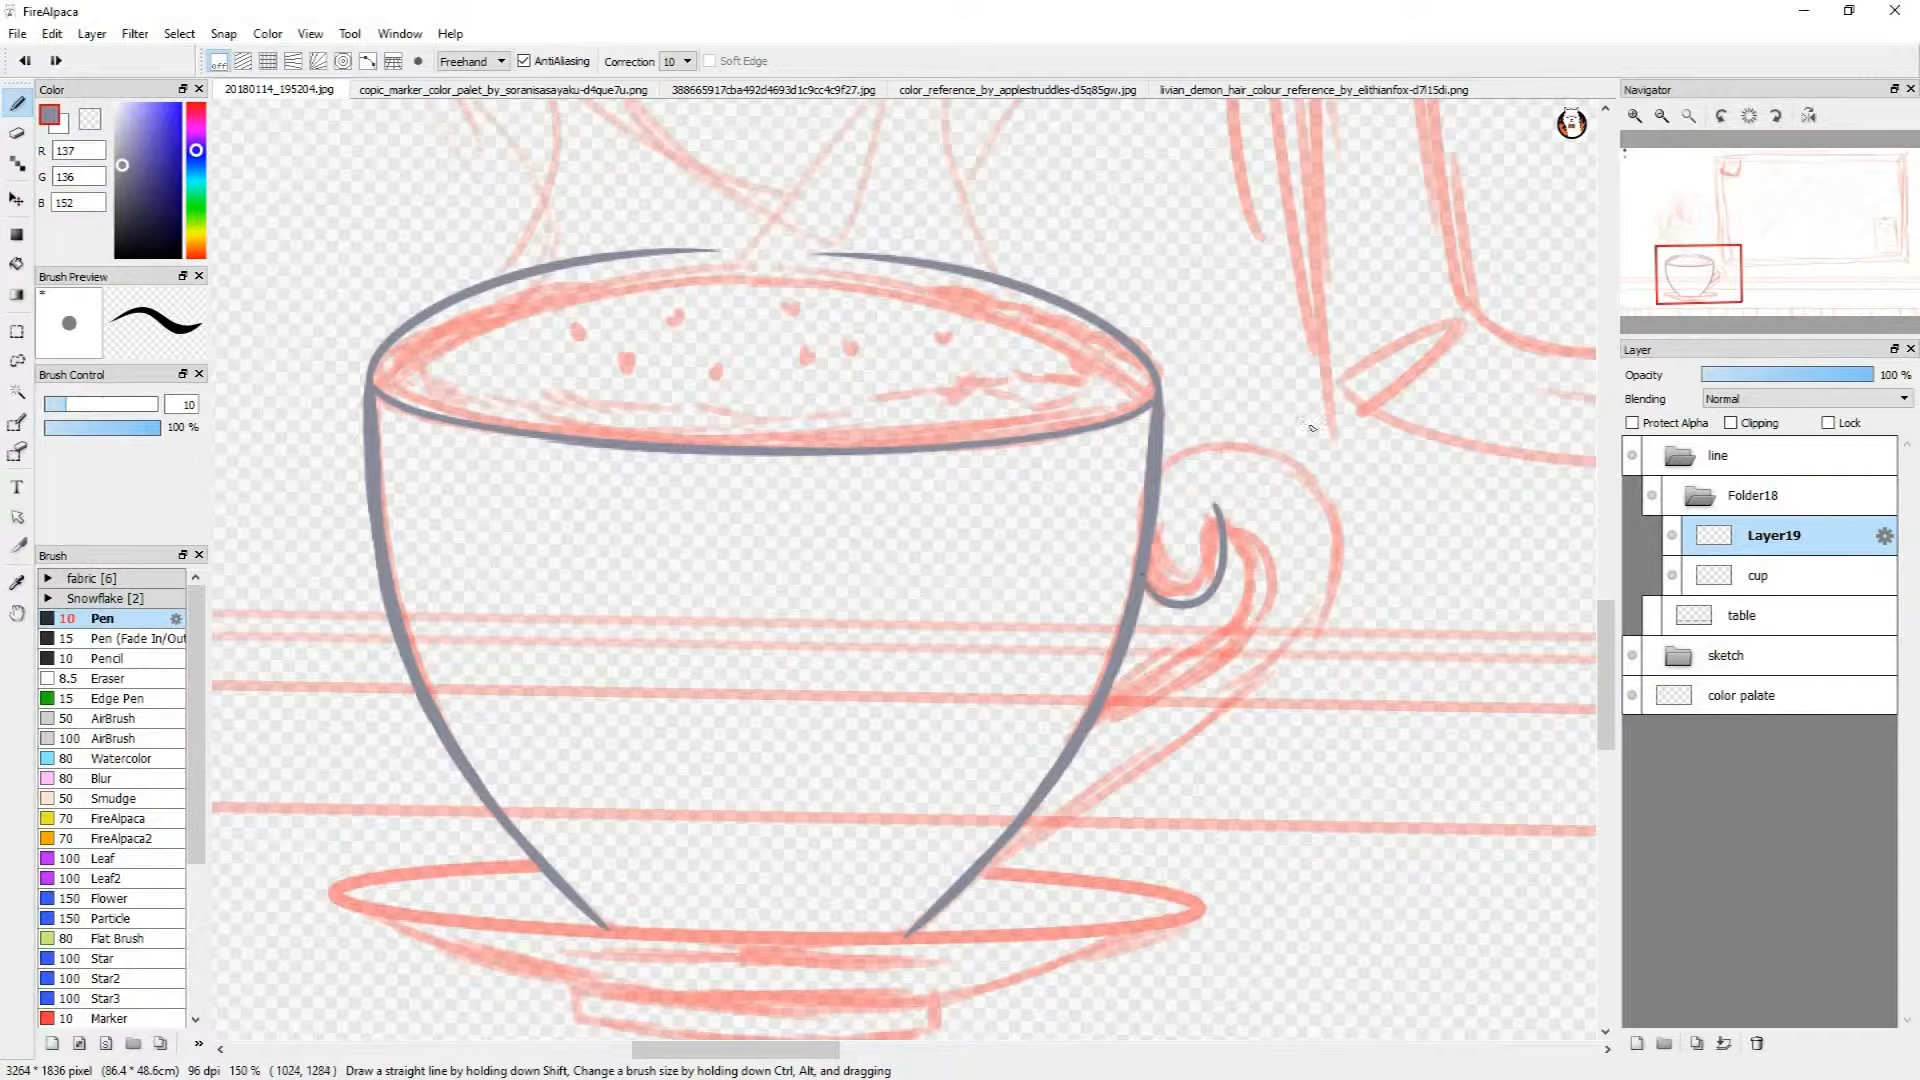 FireAlpaca
File Edit Layer Filter Select Snap Color View Tool Window Help
off Freehand AntiAliasing Correction 10 Soft Edge
Color
20180114_195204.jpg copic_marker_color_palet_by_soranisasayaku-d4que7u.png 388665917cba492d4693d1c9cc4c9f27.jpg color_reference_by_applestruddles-d5q85gw.jpg livian_demon_hair_colour_reference_by_elithianfox-d7l15di.png
Navigator
R 137
G 136
B 152
Brush Preview
*
Brush Control
10
100 %
Layer
Opacity 100 %
Blending Normal
Protect Alpha Clipping Lock
line
Folder18
Layer19
cup
table
sketch
color palate
Brush
fabric [6]
Snowflake [2]
10 Pen
15 Pen (Fade In/Out
10 Pencil
8.5 Eraser
15 Edge Pen
50 AirBrush
100 AirBrush
80 Watercolor
80 Blur
50 Smudge
70 FireAlpaca
70 FireAlpaca2
100 Leaf
100 Leaf2
150 Flower
150 Particle
80 Flat Brush
100 Star
100 Star2
100 Star3
10 Marker
3264 * 1836 pixel (86.4 * 48.6cm) 96 dpi 150 % ( 1024, 1284 ) Draw a straight line by holding down Shift, Change a brush size by holding down Ctrl, Alt, and dragging